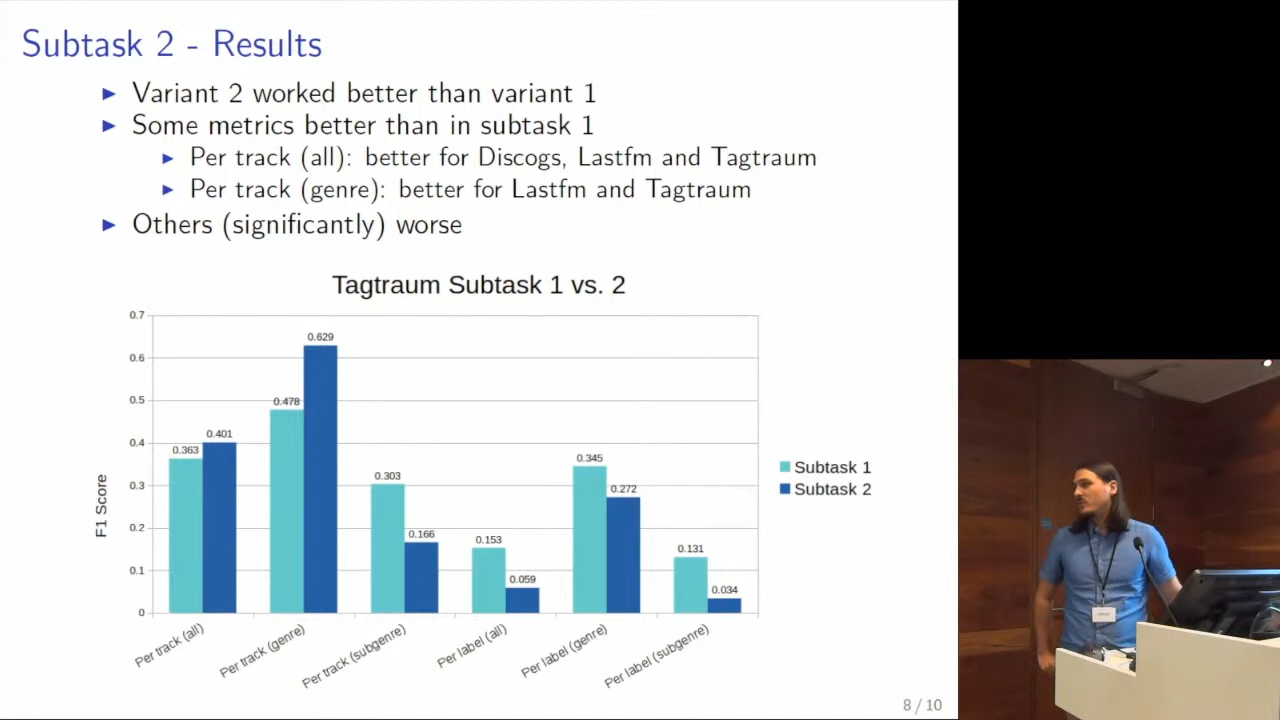 Subtask 2 - Results
Variant 2 worked better than variant 1
Some metrics better than in subtask 1
Per track (all): better for Discogs, Lastfm and Tagtraum
Per track (genre): better for Lastfm and Tagtraum
Others (significantly) worse
Tagtraum Subtask 1 vs. 2
F1 Score
0.7
0.6
0.5
0.4
0.3
0.2
0.1
0
0.363
0.401
0.478
0.629
0.303
0.166
0.153
0.059
0.345
0.272
0.131
0.034
Per track (all)
Per track (genre)
Per track (subgenre)
Per label (all)
Per label (genre)
Per label (subgenre)
Subtask 1
Subtask 2
8 / 10